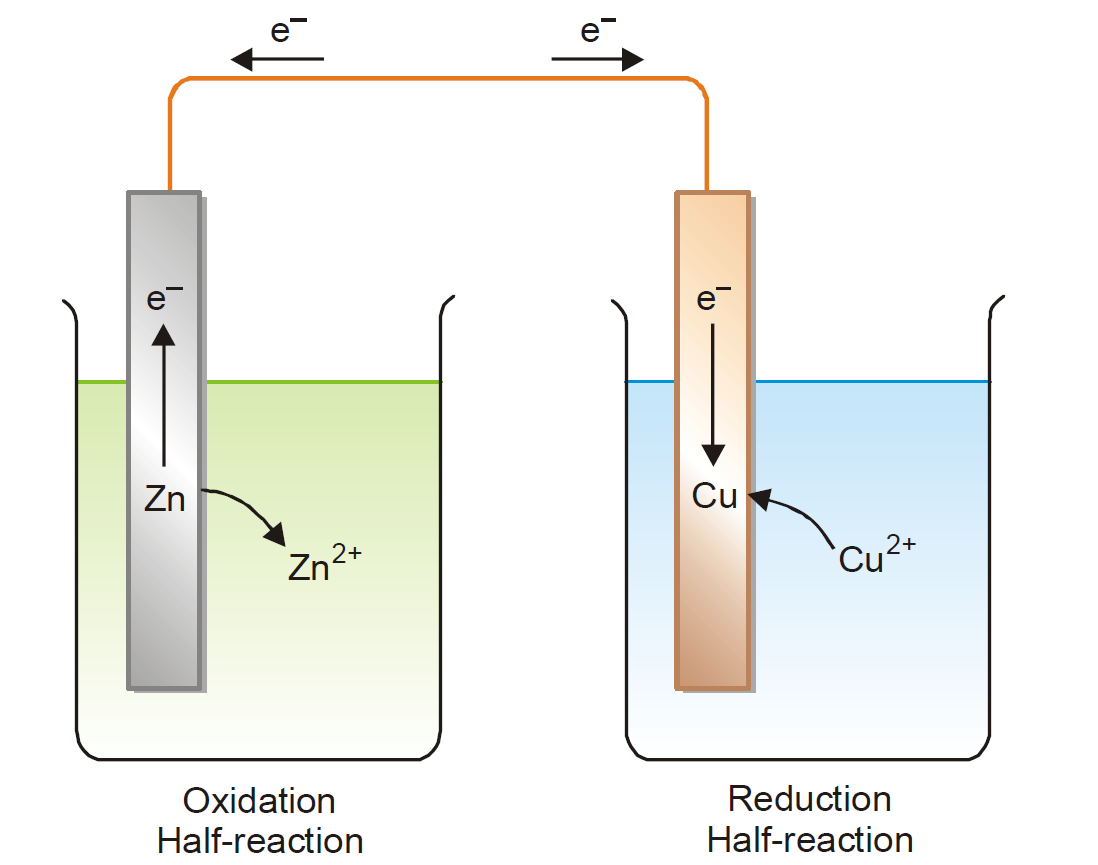 e⁻ e⁻
e⁻
e⁻
Zn
Zn²⁺
Cu
Cu²⁺
Oxidation
Half-reaction
Reduction
Half-reaction